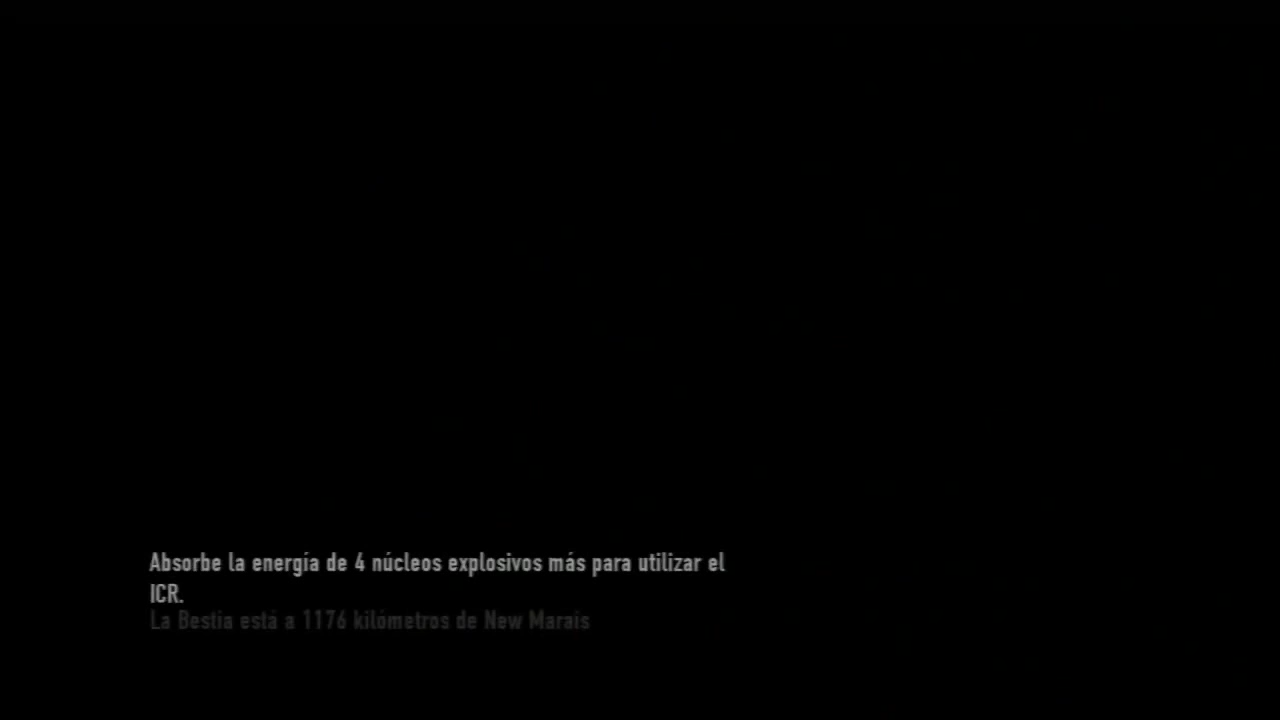 Absorbe la energía de 4 núcleos explosivos más para utilizar el
ICR.
La Bestia está a 1176 kilómetros de New Marais